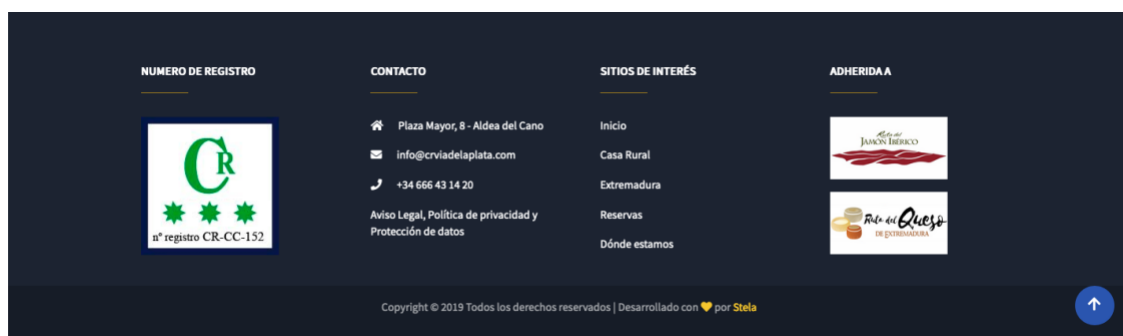 NUMERO DE REGISTRO
CR
nº registro CR-CC-152
CONTACTO
Plaza Mayor, 8 - Aldea del Cano
info@crviadelaplata.com
+34 666 43 14 20
Aviso Legal, Política de privacidad y
Protección de datos
SITIOS DE INTERÉS
Inicio
Casa Rural
Extremadura
Reservas
Dónde estamos
ADHERIDA A
Ruta del
JAMÓN IBÉRICO
Ruta del Queso
DE EXTREMADURA
Copyright © 2019 Todos los derechos reservados | Desarrollado con 💛 por Stela